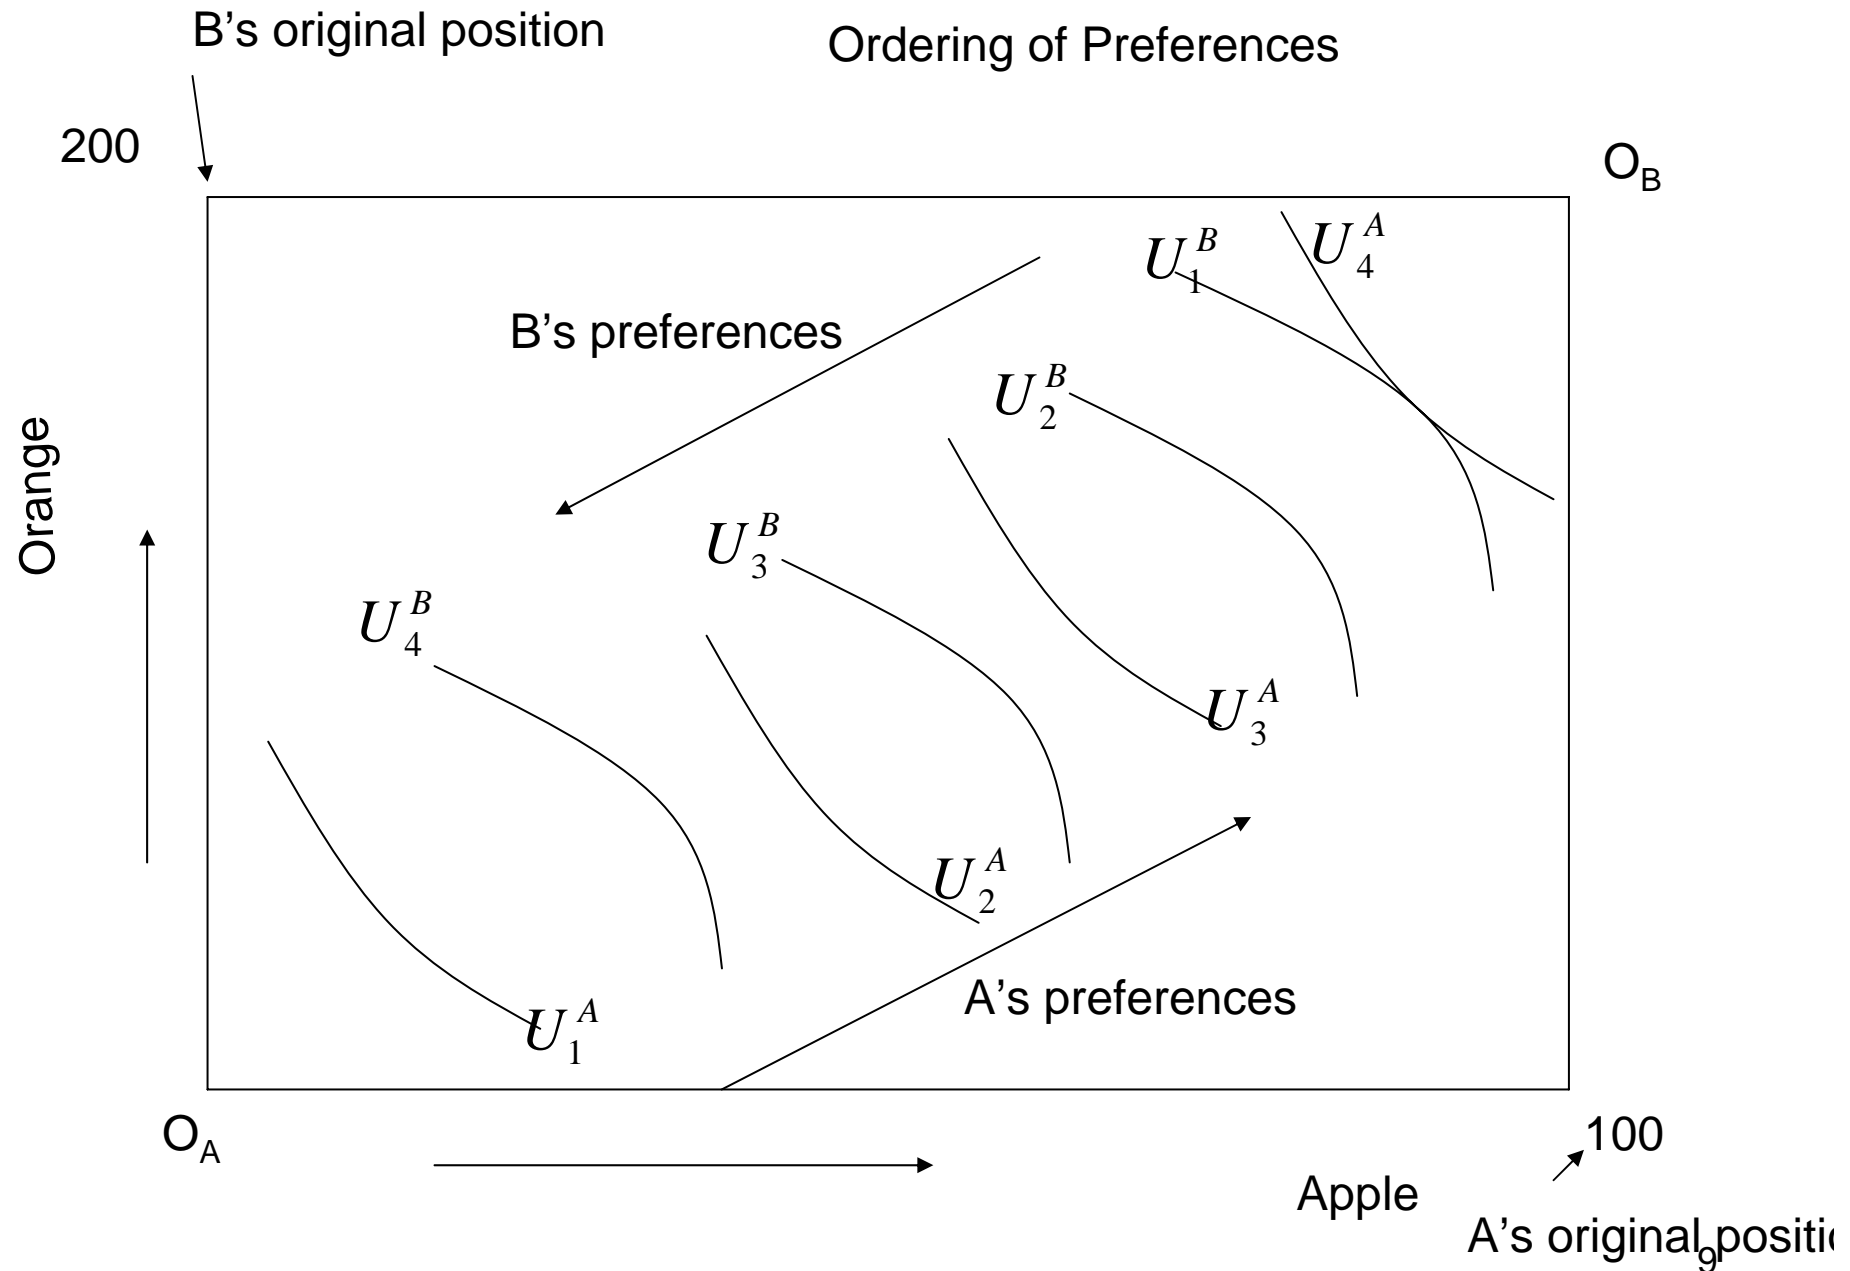 B’s original position
Ordering of Preferences
200
O_B
U_1^B
U_4^A
B’s preferences
U_2^B
Orange
U_3^B
U_4^B
U_3^A
U_2^A
A’s preferences
U_1^A
O_A
100
Apple
A’s original positi
9